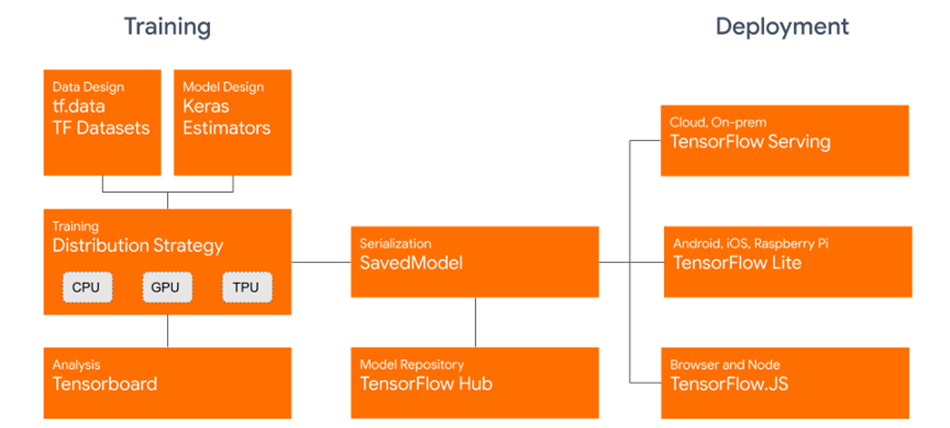 Training
Deployment
Data Design
tf.data
TF Datasets
Model Design
Keras
Estimators
Training
Distribution Strategy
CPU
GPU
TPU
Analysis
Tensorboard
Serialization
SavedModel
Model Repository
TensorFlow Hub
Cloud, On-prem
TensorFlow Serving
Android, iOS, Raspberry Pi
TensorFlow Lite
Browser and Node
TensorFlow.JS